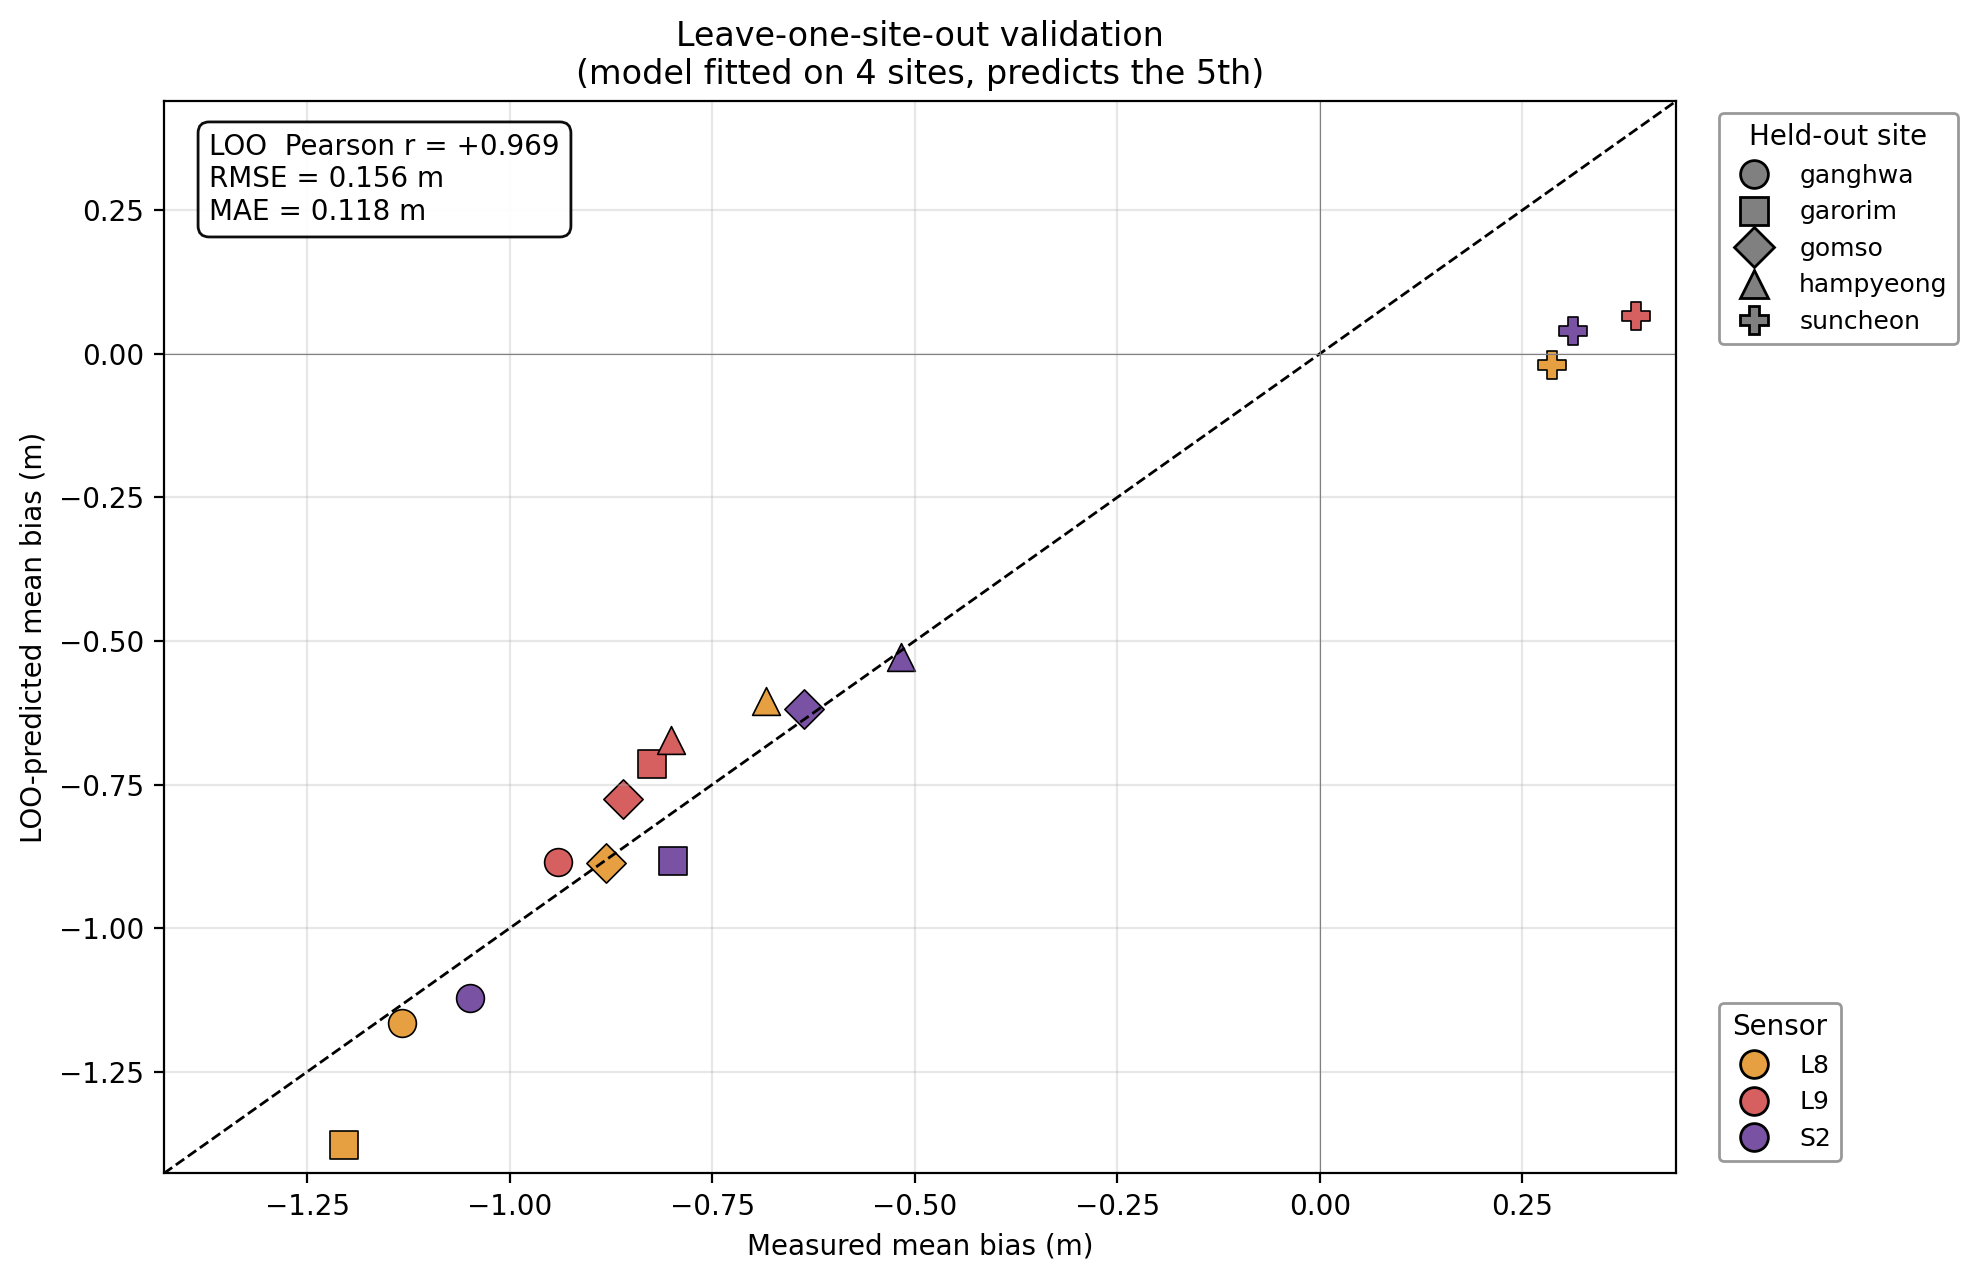 Leave-one-site-out validation
(model fitted on 4 sites, predicts the 5th)
LOO  Pearson r = +0.969
RMSE = 0.156 m
MAE = 0.118 m
LOO-predicted mean bias (m)
0.25
0.00
−0.25
−0.50
−0.75
−1.00
−1.25
−1.25
−1.00
−0.75
−0.50
−0.25
0.00
0.25
Measured mean bias (m)
Held-out site
ganghwa
garorim
gomso
hampyeong
suncheon
Sensor
L8
L9
S2